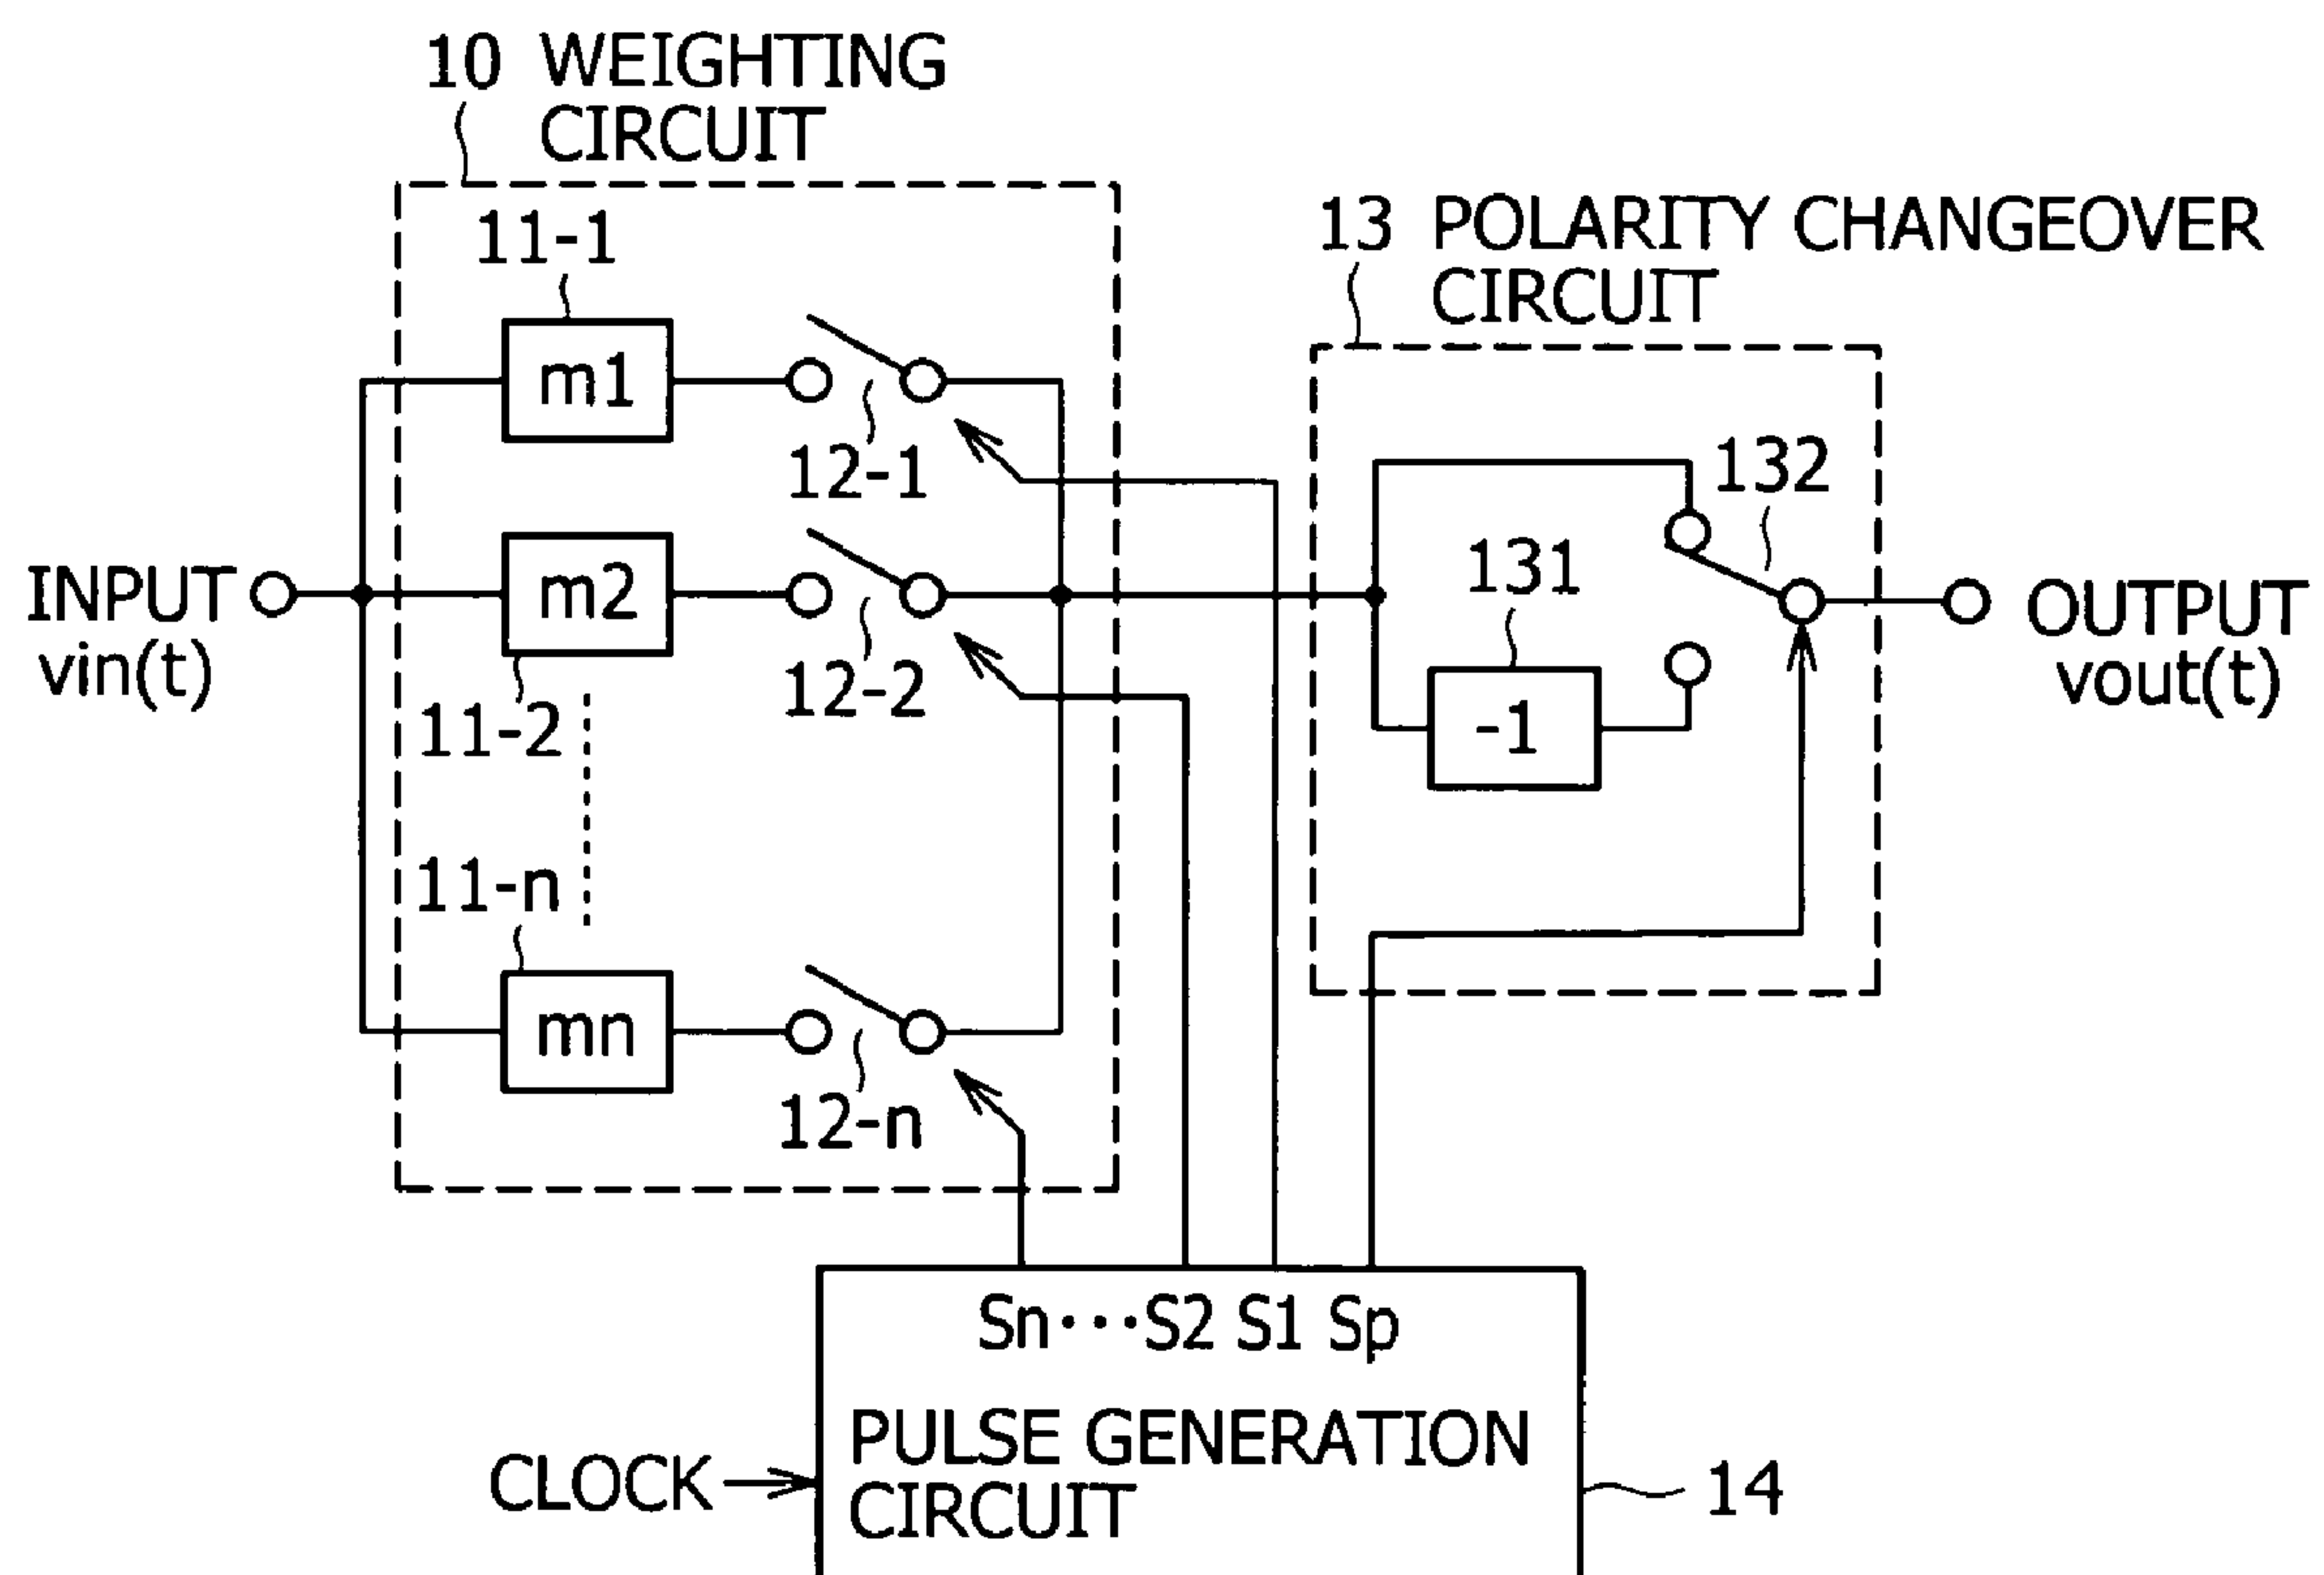 10 WEIGHTING
CIRCUIT
13 POLARITY CHANGEOVER
CIRCUIT
11-1
m1
12-1
132
131
INPUT
vin(t)
m2
12-2
11-2
-1
OUTPUT
vout(t)
11-n
mn
12-n
Sn···S2 S1 Sp
PULSE GENERATION
CIRCUIT
CLOCK
14